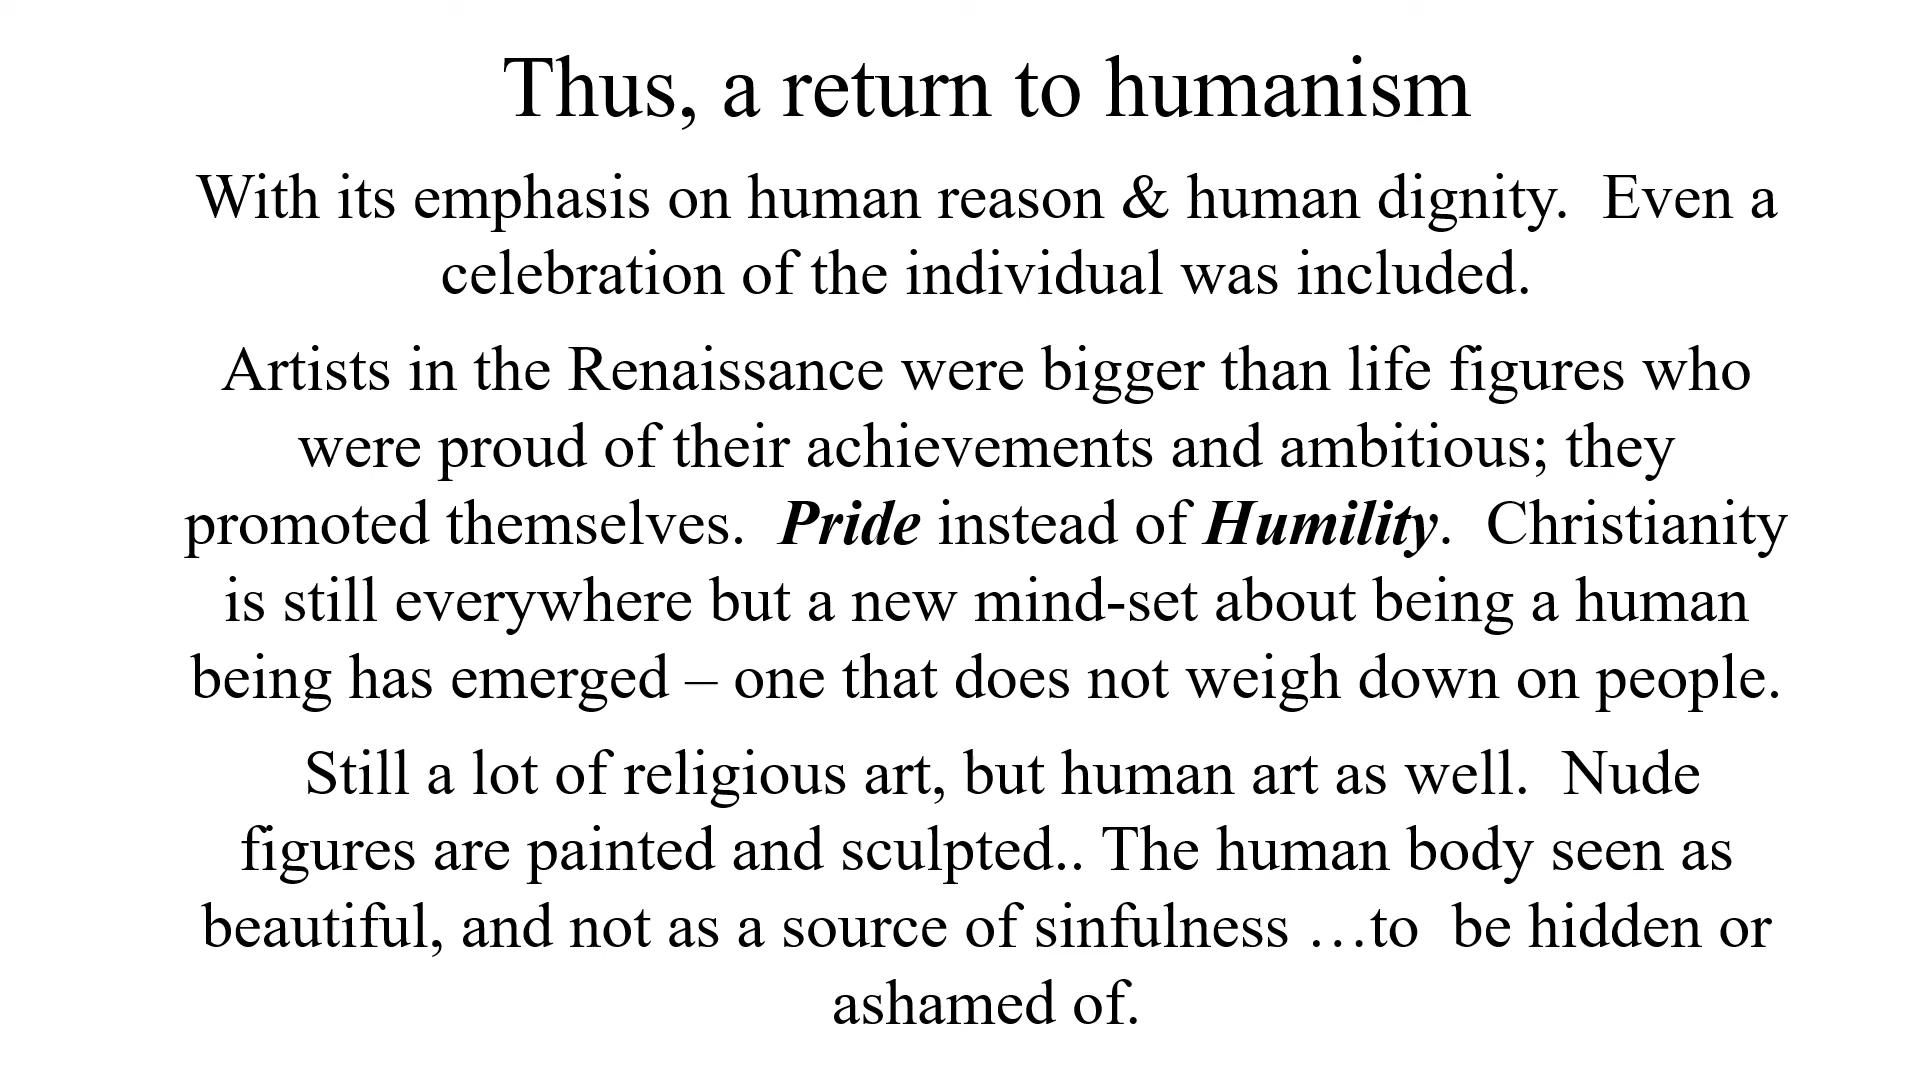 Thus, a return to humanism
With its emphasis on human reason & human dignity.  Even a
celebration of the individual was included.
Artists in the Renaissance were bigger than life figures who
were proud of their achievements and ambitious; they
promoted themselves.  Pride instead of Humility.  Christianity
is still everywhere but a new mind-set about being a human
being has emerged – one that does not weigh down on people.
Still a lot of religious art, but human art as well.  Nude
figures are painted and sculpted.. The human body seen as
beautiful, and not as a source of sinfulness …to  be hidden or
ashamed of.